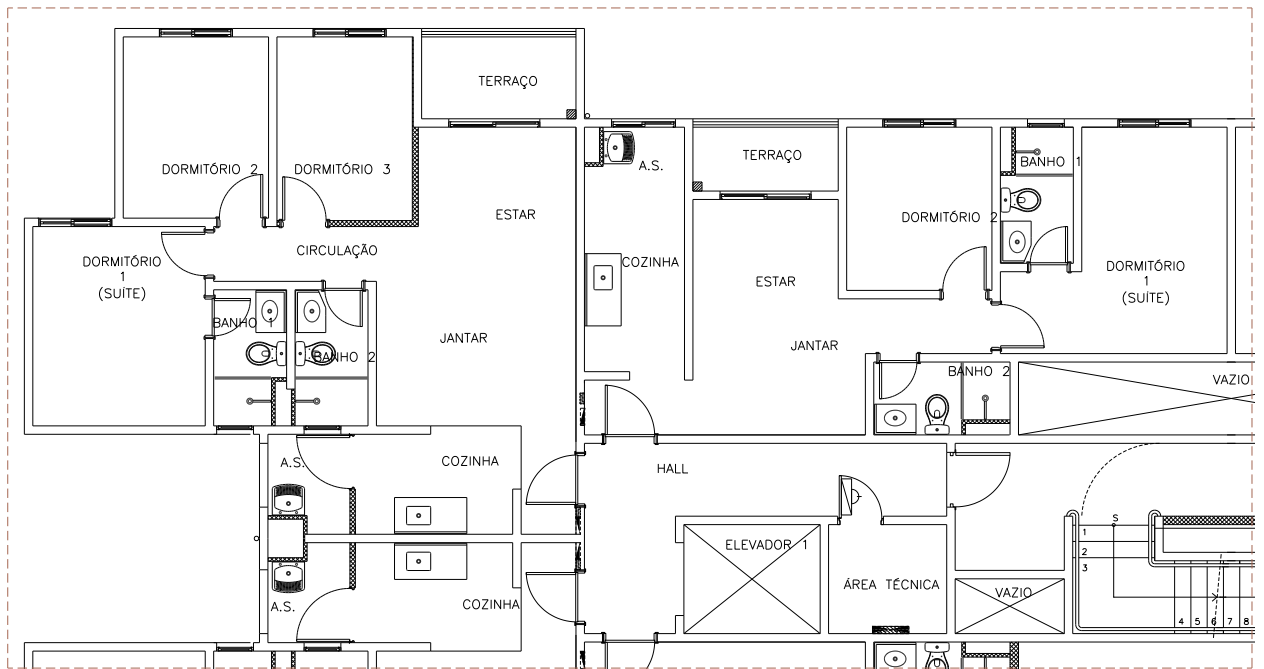 TERRAÇO
DORMITÓRIO 2
DORMITÓRIO 3
A.S.
TERRAÇO
BANHO 1
ESTAR
DORMITÓRIO 2
CIRCULAÇÃO
DORMITÓRIO
1
(SUÍTE)
COZINHA
ESTAR
DORMITÓRIO
1
(SUÍTE)
BANHO 1
BANHO 2
JANTAR
JANTAR
BANHO 2
VAZIO
A.S.
COZINHA
HALL
S
1
2
3
ELEVADOR 1
ÁREA TÉCNICA
VAZIO
A.S.
COZINHA
4 5 6 7 8